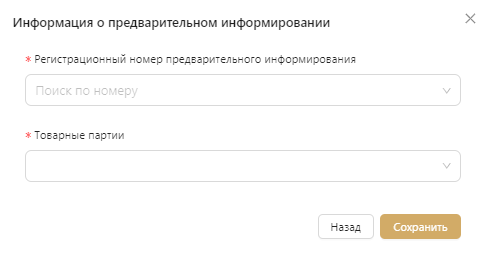 Информация о предварительном информировании
* Регистрационный номер предварительного информирования
Поиск по номеру
* Товарные партии
Назад
Сохранить